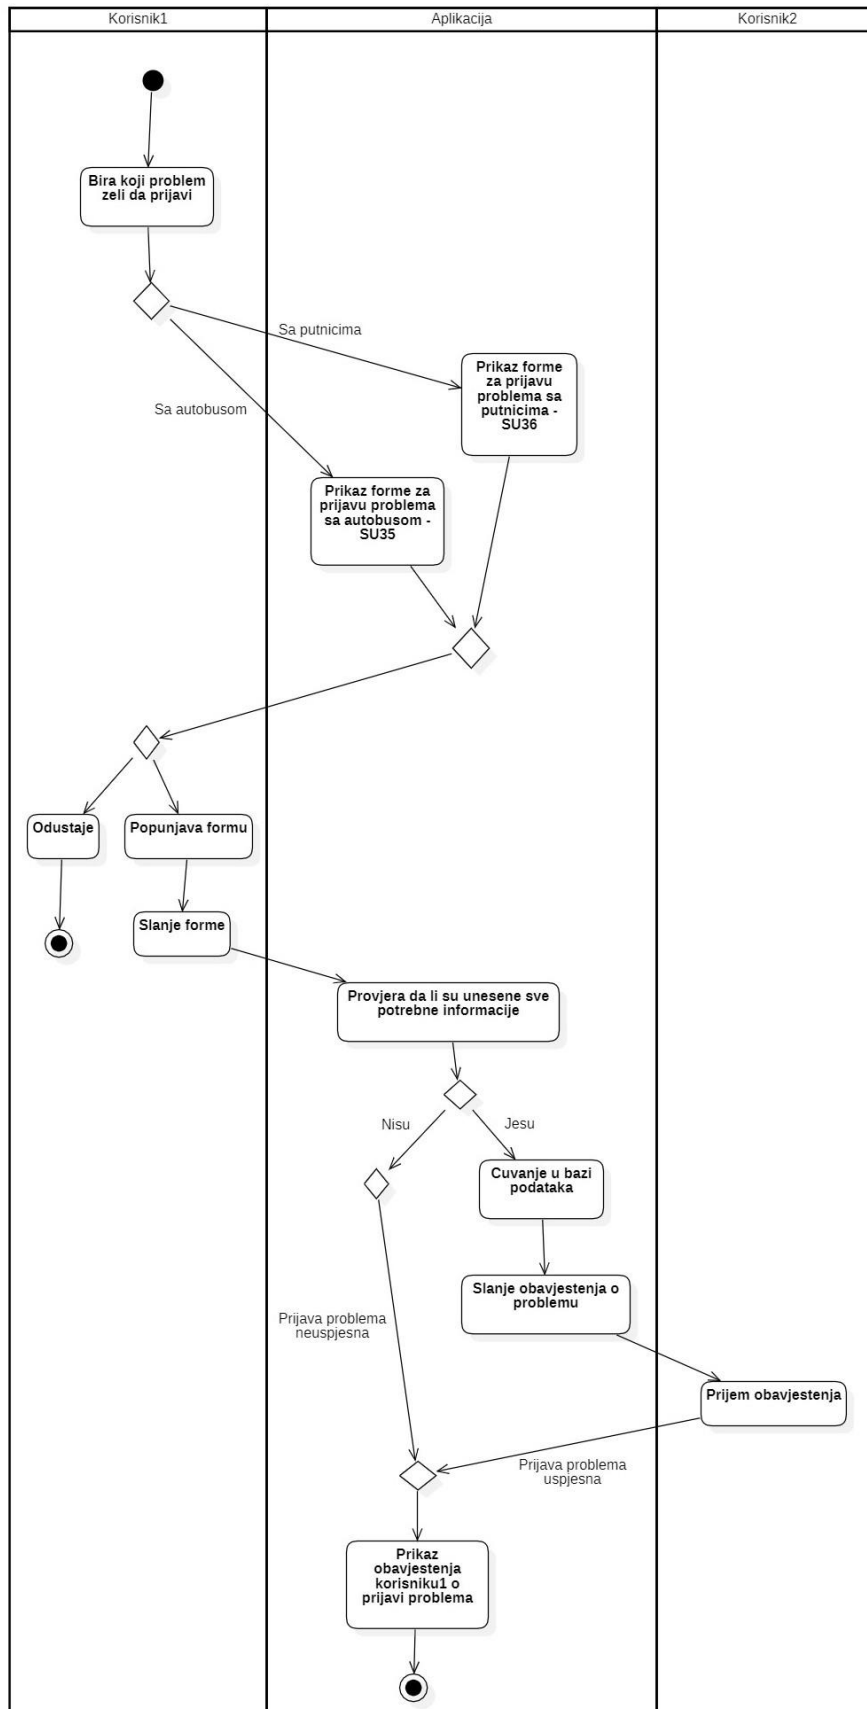 Korisnik1
Aplikacija
Korisnik2
Bira koji problem
zeli da prijavi
Sa putnicima
Prikaz forme
za prijavu
problema sa
putnicima -
SU36
Sa autobusom
Prikaz forme za
prijavu problema
sa autobusom -
SU35
Odustaje
Popunjava formu
Slanje forme
Provjera da li su unesene sve
potrebne informacije
Nisu
Jesu
Cuvanje u bazi
podataka
Slanje obavjestenja o
problemu
Prijava problema
neuspjesna
Prijem obavjestenja
Prijava problema
uspjesna
Prikaz
obavjestenja
korisniku1 o
prijavi problema